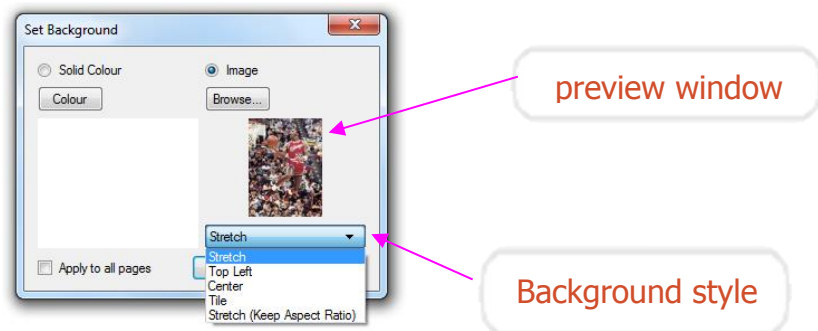 Set Background
Solid Colour
Image
Colour
Browse...
preview window
Stretch
Stretch
Top Left
Center
Tile
Stretch (Keep Aspect Ratio)
Apply to all pages
Background style